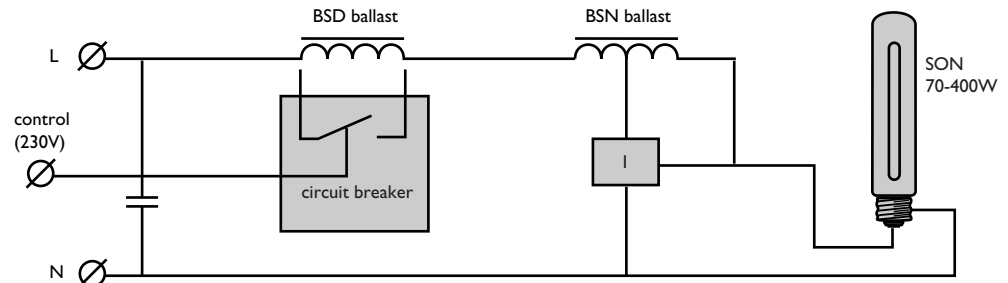 BSD ballast
BSN ballast
L
SON
70-400W
control
(230V)
I
circuit breaker
N